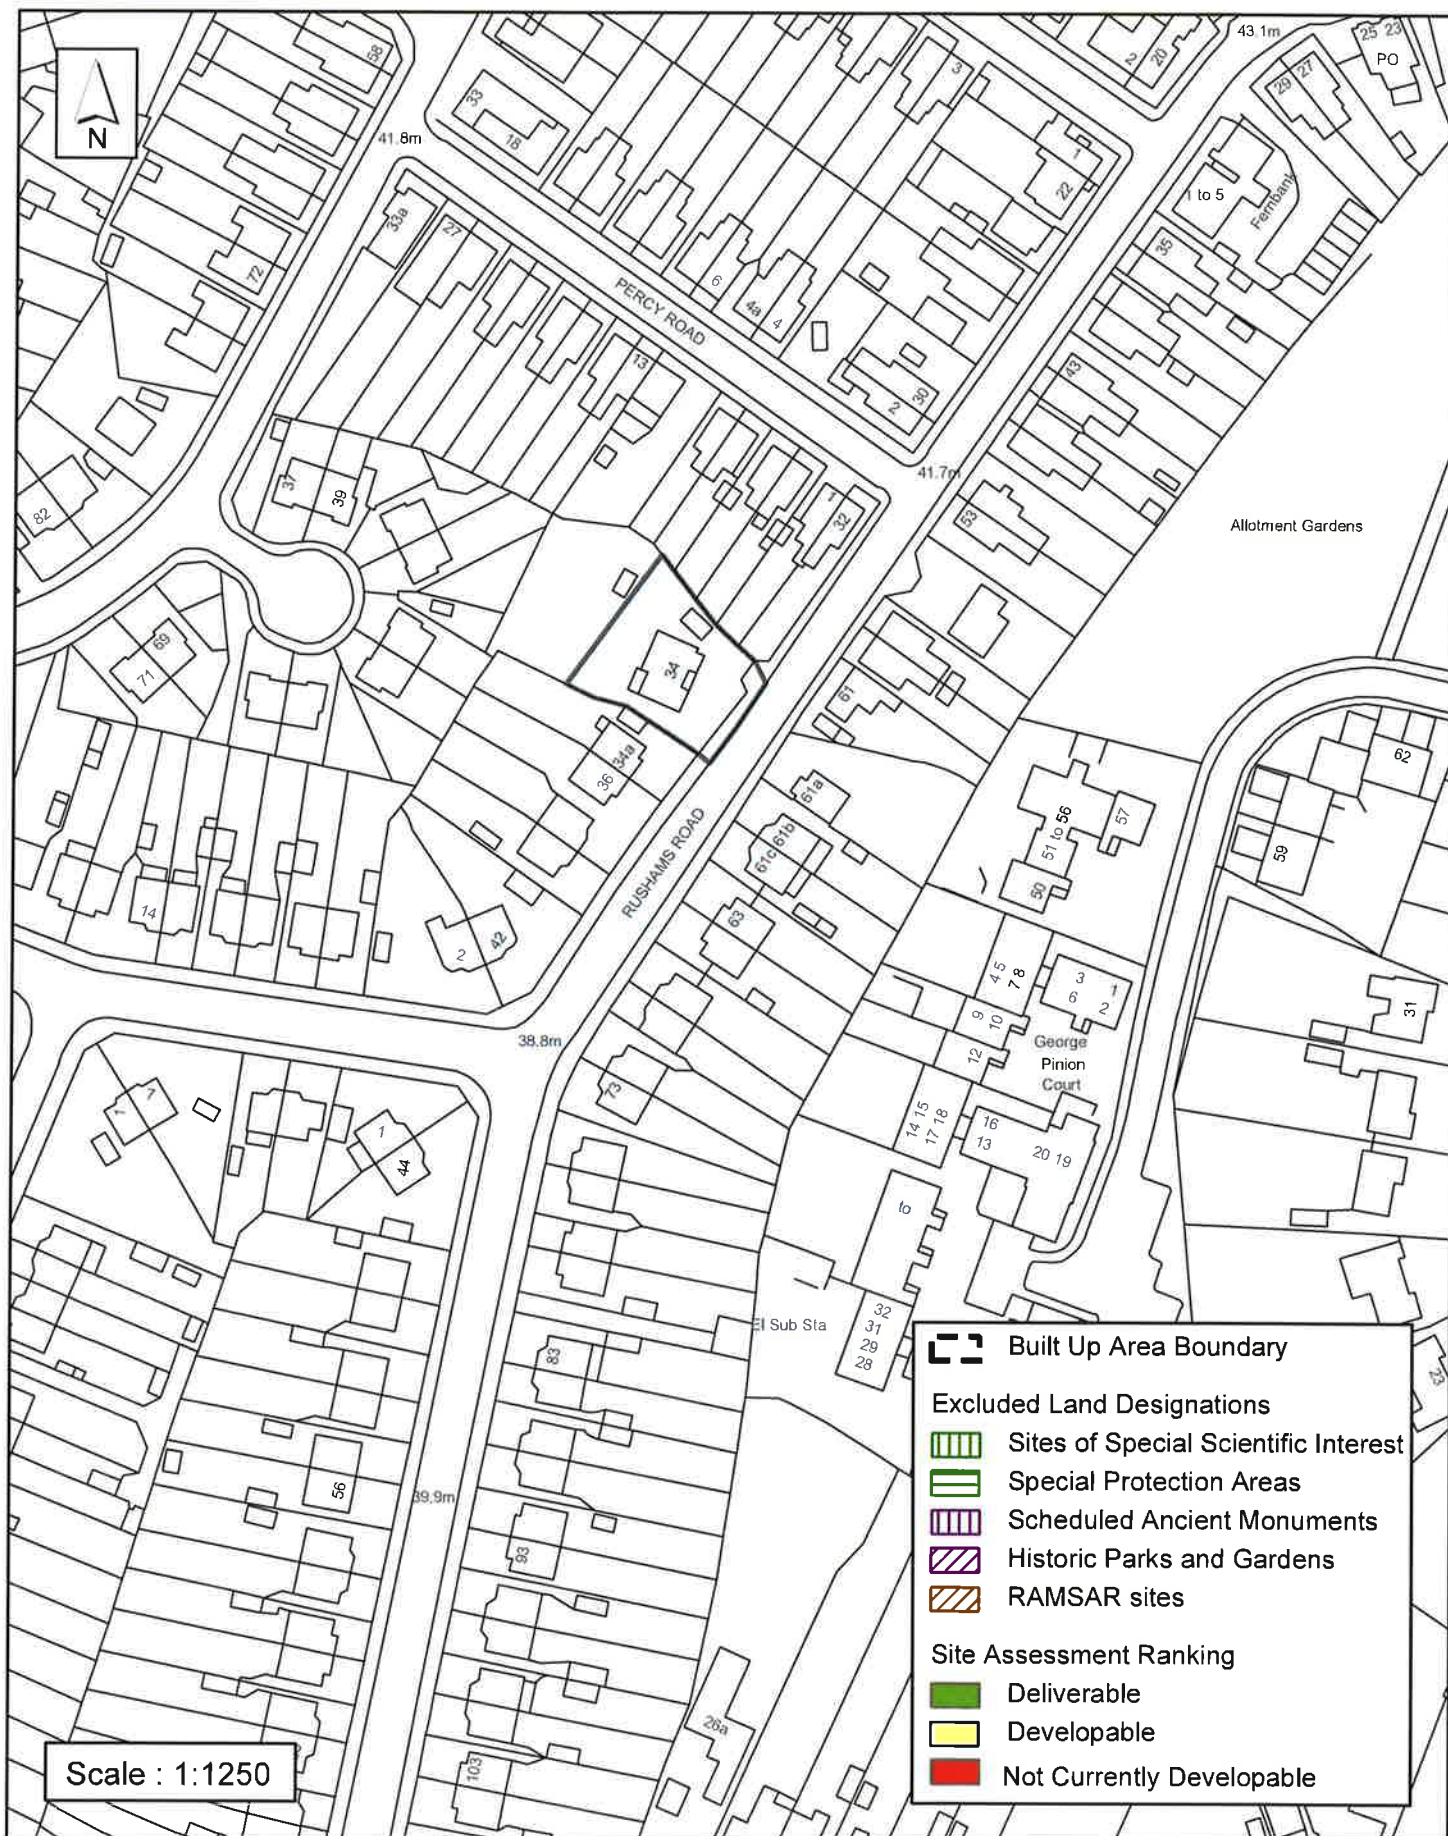 58
43.1m
25 23
PO
2
20
3
29 27
N
33
18
41.8m
1
22
1 to 5
Fernbank
33a
27
35
72
6
4a
4
PERCY ROAD
13
43
2
30
37
39
1
32
41.7m
53
82
Allotment Gardens
69
71
34
61
34a
36
61a
62
61b
61c
51 to 56
57
59
RUSHAMS ROAD
50
14
2
42
63
4 5
7 8
3
1
6
2
31
9
10
38.8m
12
George
Pinion
Court
73
1
7
1
44
14 15
17 18
16
13
20 19
to
El Sub Sta
32
31
29
28
83
23
56
39.9m
93
26a
103
Built Up Area Boundary
Excluded Land Designations
Sites of Special Scientific Interest
Special Protection Areas
Scheduled Ancient Monuments
Historic Parks and Gardens
RAMSAR sites
Site Assessment Ranking
Deliverable
Developable
Not Currently Developable
Scale : 1:1250